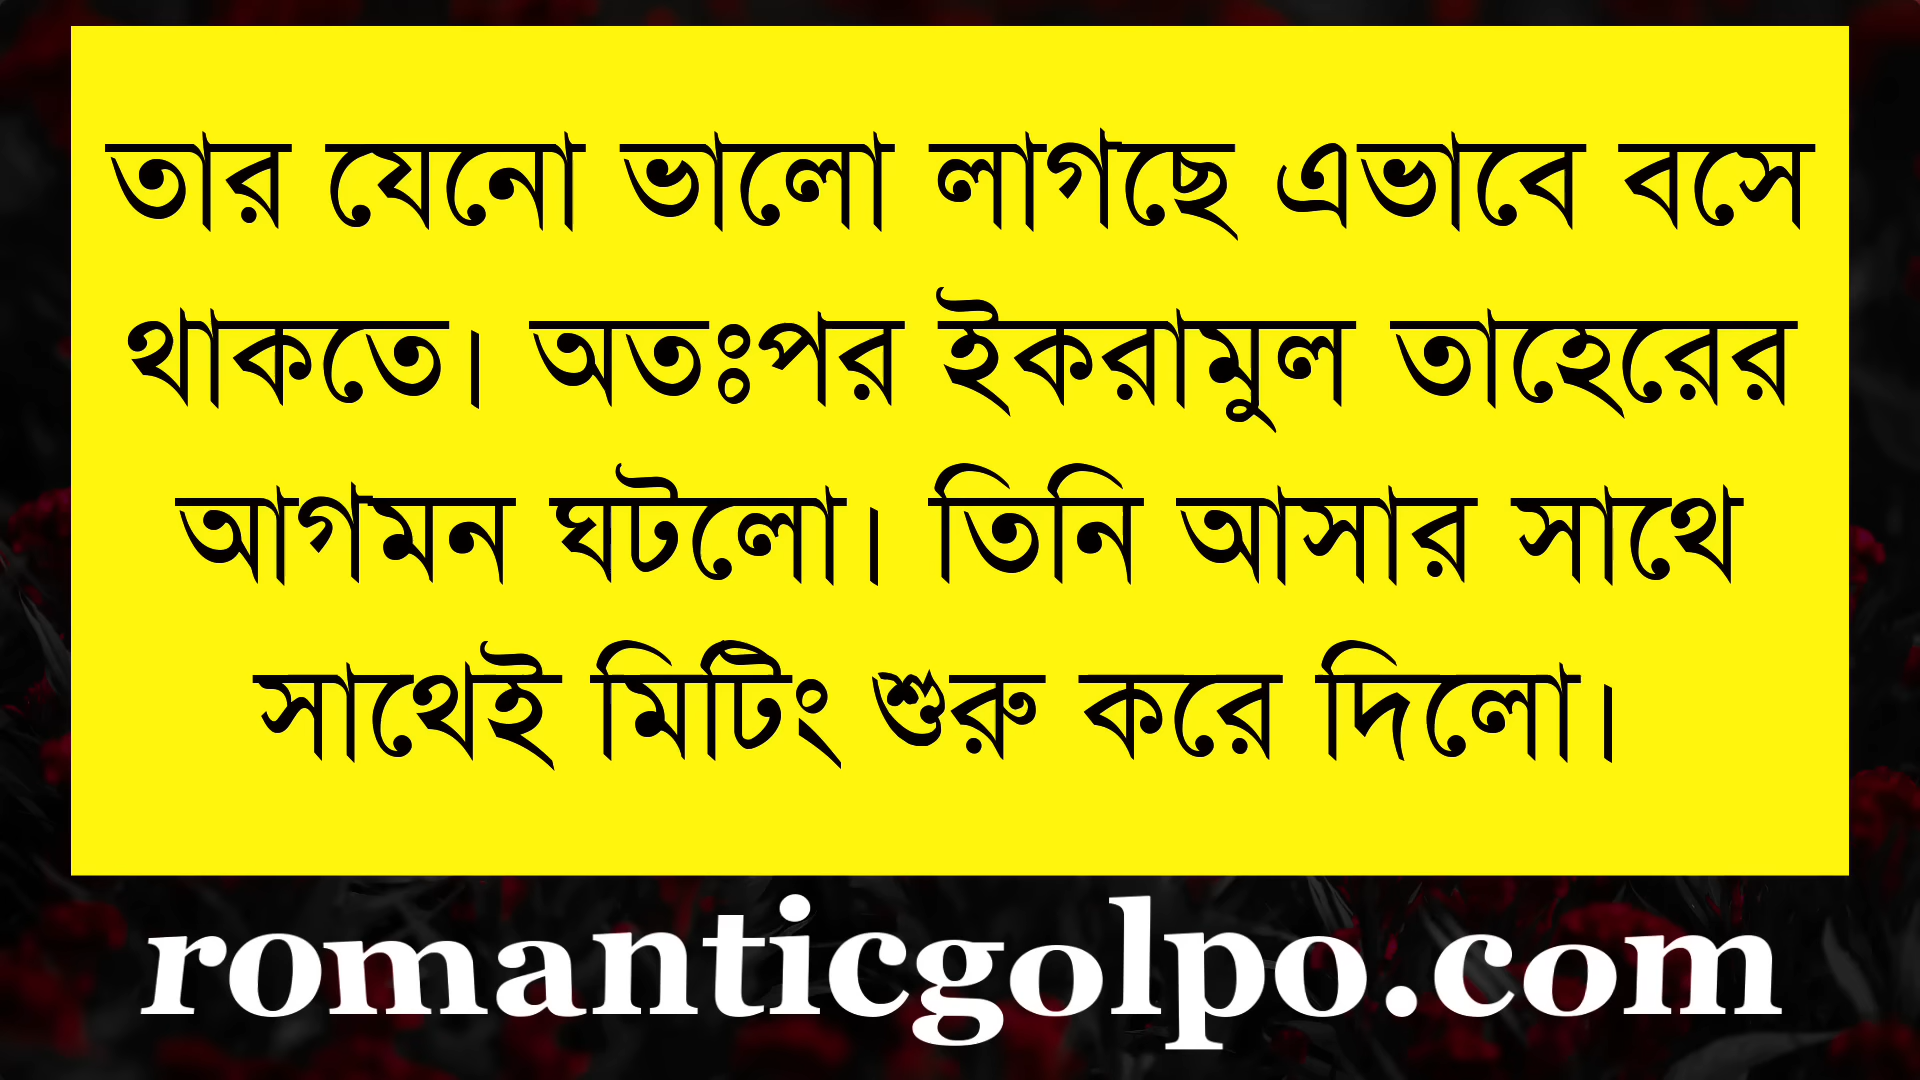 তার যেনো ভালো লাগছে এভাবে বসে
থাকতে। অতঃপর ইকরামুল তাহেরের
আগমন ঘটলো। তিনি আসার সাথে
সাথেই মিটিং শুরু করে দিলো।
romanticgolpo.com